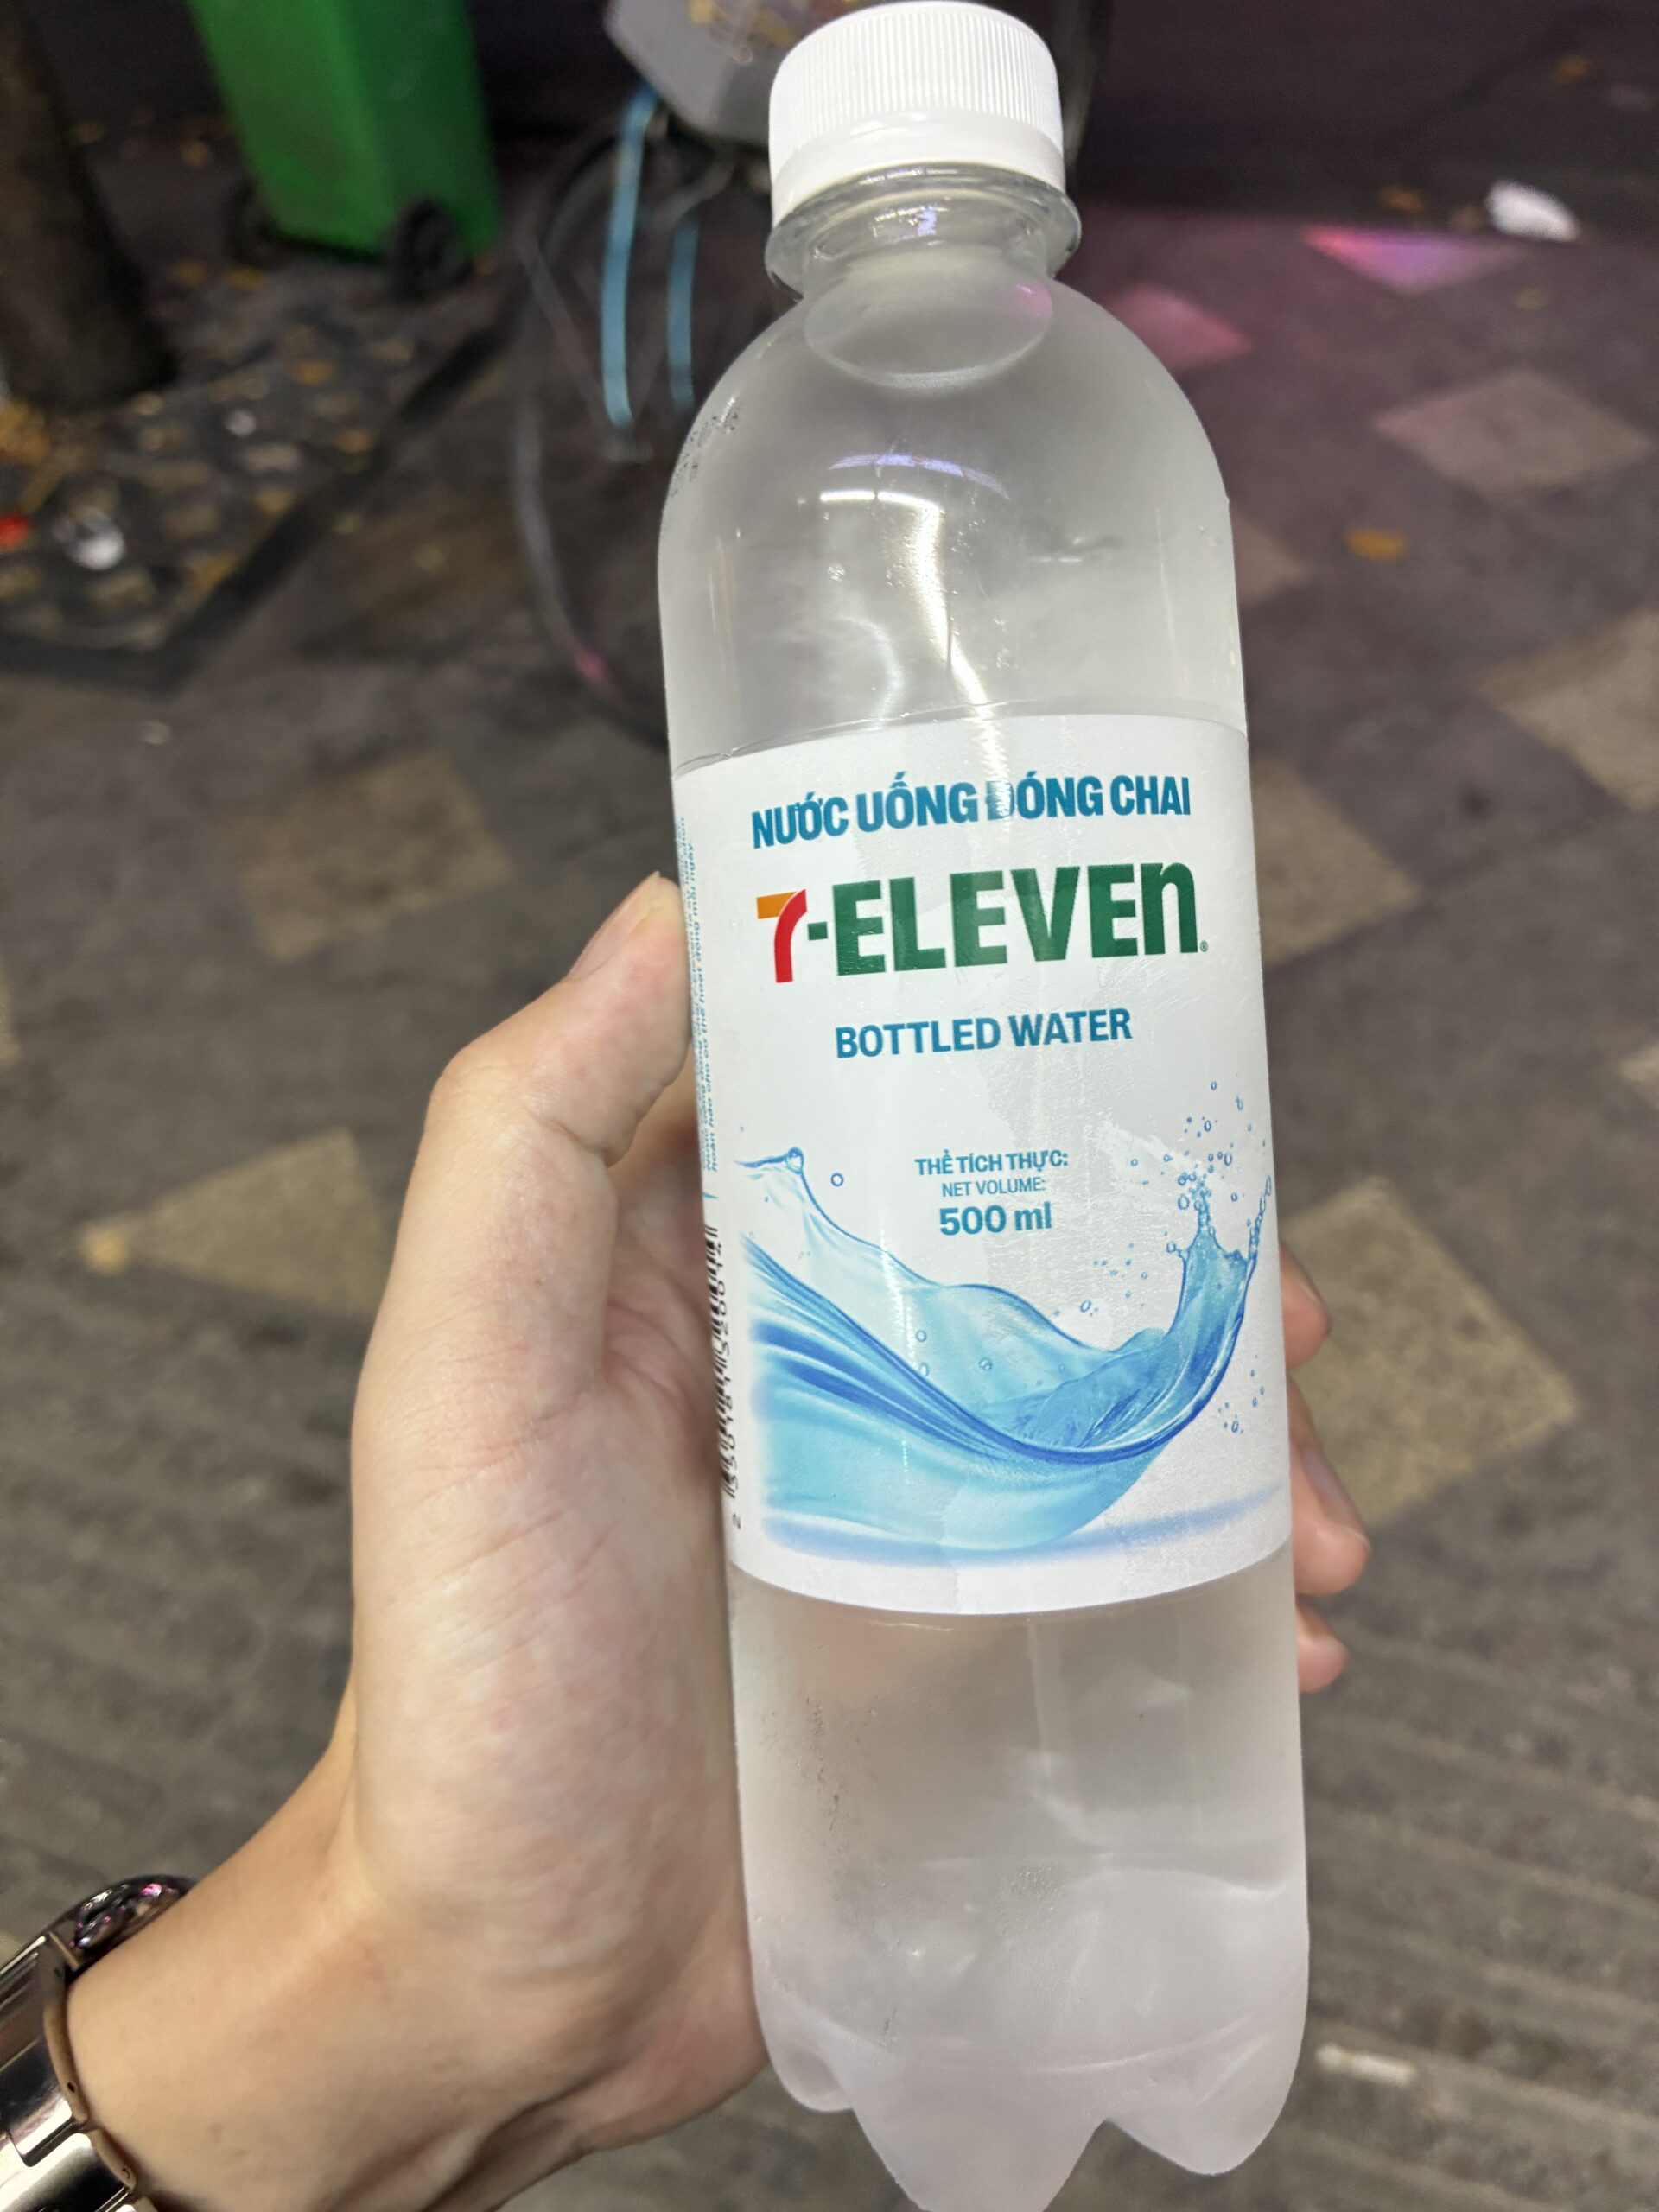 NƯỚC UỐNG ĐÓNG CHAI
7-ELEVEn®
BOTTLED WATER
THỂ TÍCH THỰC:
NET VOLUME:
500 ml